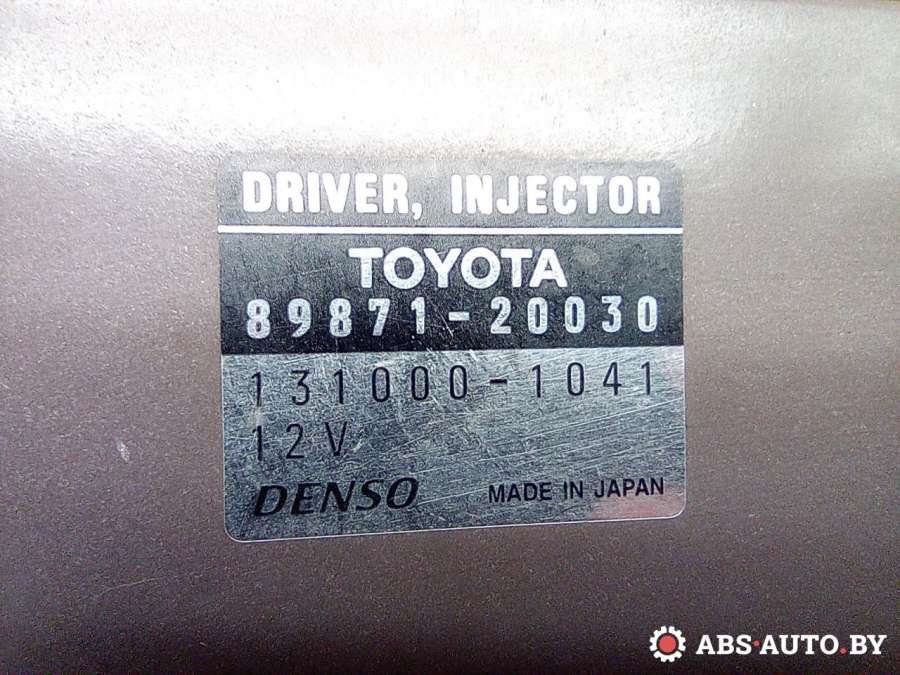 DRIVER, INJECTOR
TOYOTA
89871-20030
131000-1041
12V
DENSO MADE IN JAPAN
ABS-AUTO.BY